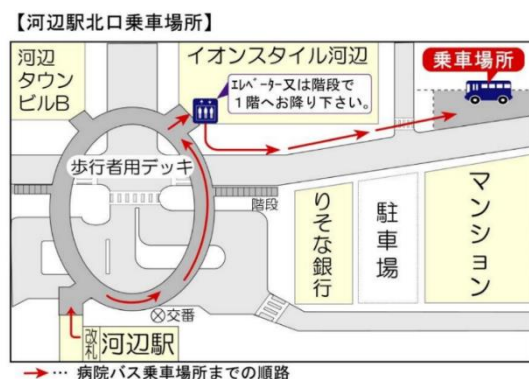 【河辺駅北口乗車場所】
河辺
タウン
ビルB
イオンスタイル河辺
エレベーター又は階段で
1階へお降り下さい。
乗車場所
歩行者用デッキ
階段
りそな銀行
駐車場
マンション
交番
改札
河辺駅
→… 病院バス乗車場所までの順路